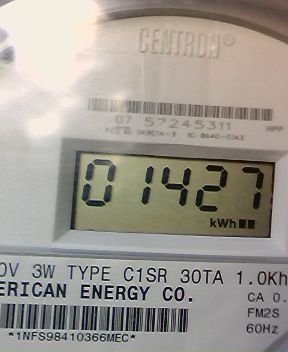 CENTRON®
07 57245311
HPP
01427
kWh
0V 3W TYPE C1SR 30TA 1.0Kh
ERICAN ENERGY CO.
CA 0.
FM2S
60Hz
*1NFS98410366MEC*